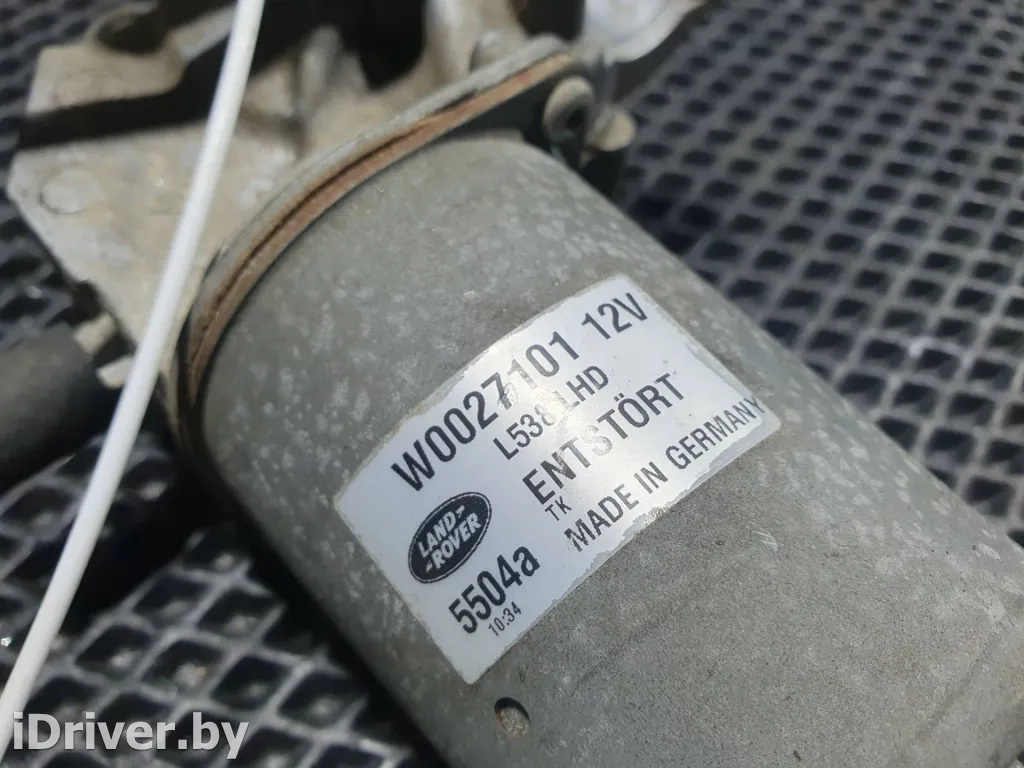 W0027101 12V
L538 LHD
ENTSTÖRT
TK
MADE IN GERMANY
LAND-
-ROVER
5504a
10:34
iDriver.by